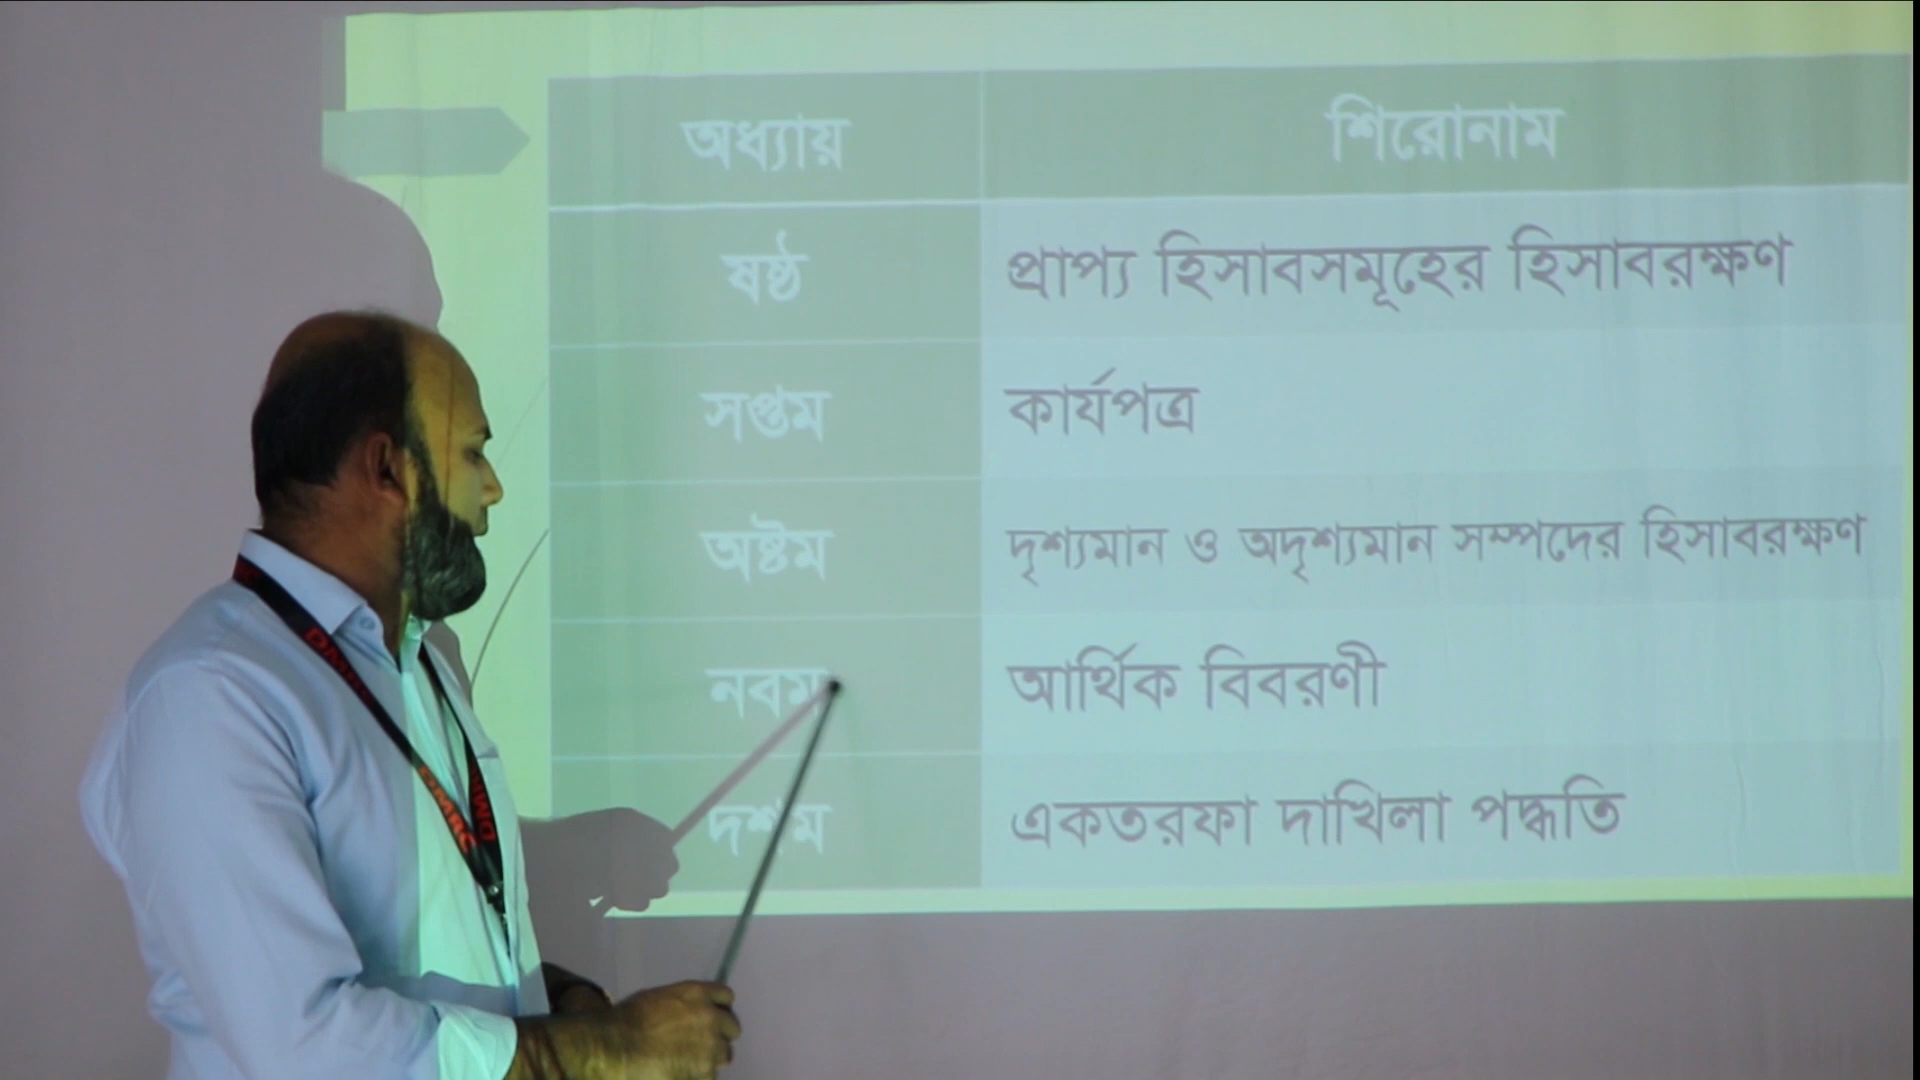 অধ্যায় শিরোনাম
ষষ্ঠ প্রাপ্য হিসাবসমূহের হিসাবরক্ষণ
সপ্তম কার্যপত্র
অষ্টম দৃশ্যমান ও অদৃশ্যমান সম্পদের হিসাবরক্ষণ
নবম আর্থিক বিবরণী
দশম একতরফা দাখিলা পদ্ধতি